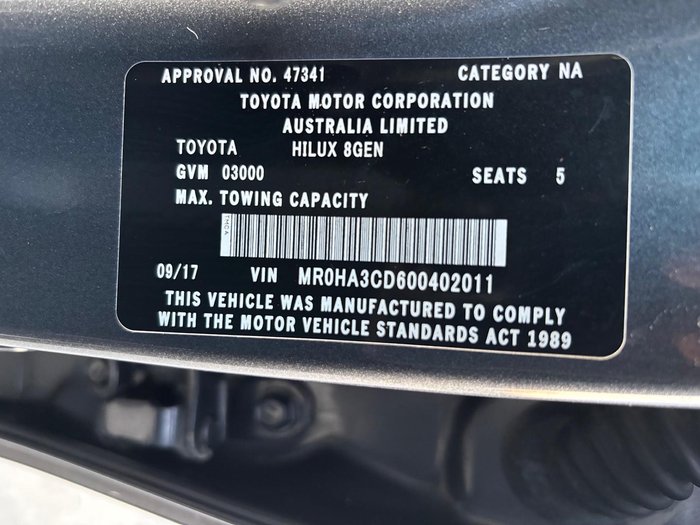 APPROVAL NO. 47341 CATEGORY NA
TOYOTA MOTOR CORPORATION
AUSTRALIA LIMITED
TOYOTA HILUX 8GEN
GVM 03000 SEATS 5
MAX. TOWING CAPACITY
TMCA
09/17 VIN MR0HA3CD600402011
THIS VEHICLE WAS MANUFACTURED TO COMPLY
WITH THE MOTOR VEHICLE STANDARDS ACT 1989